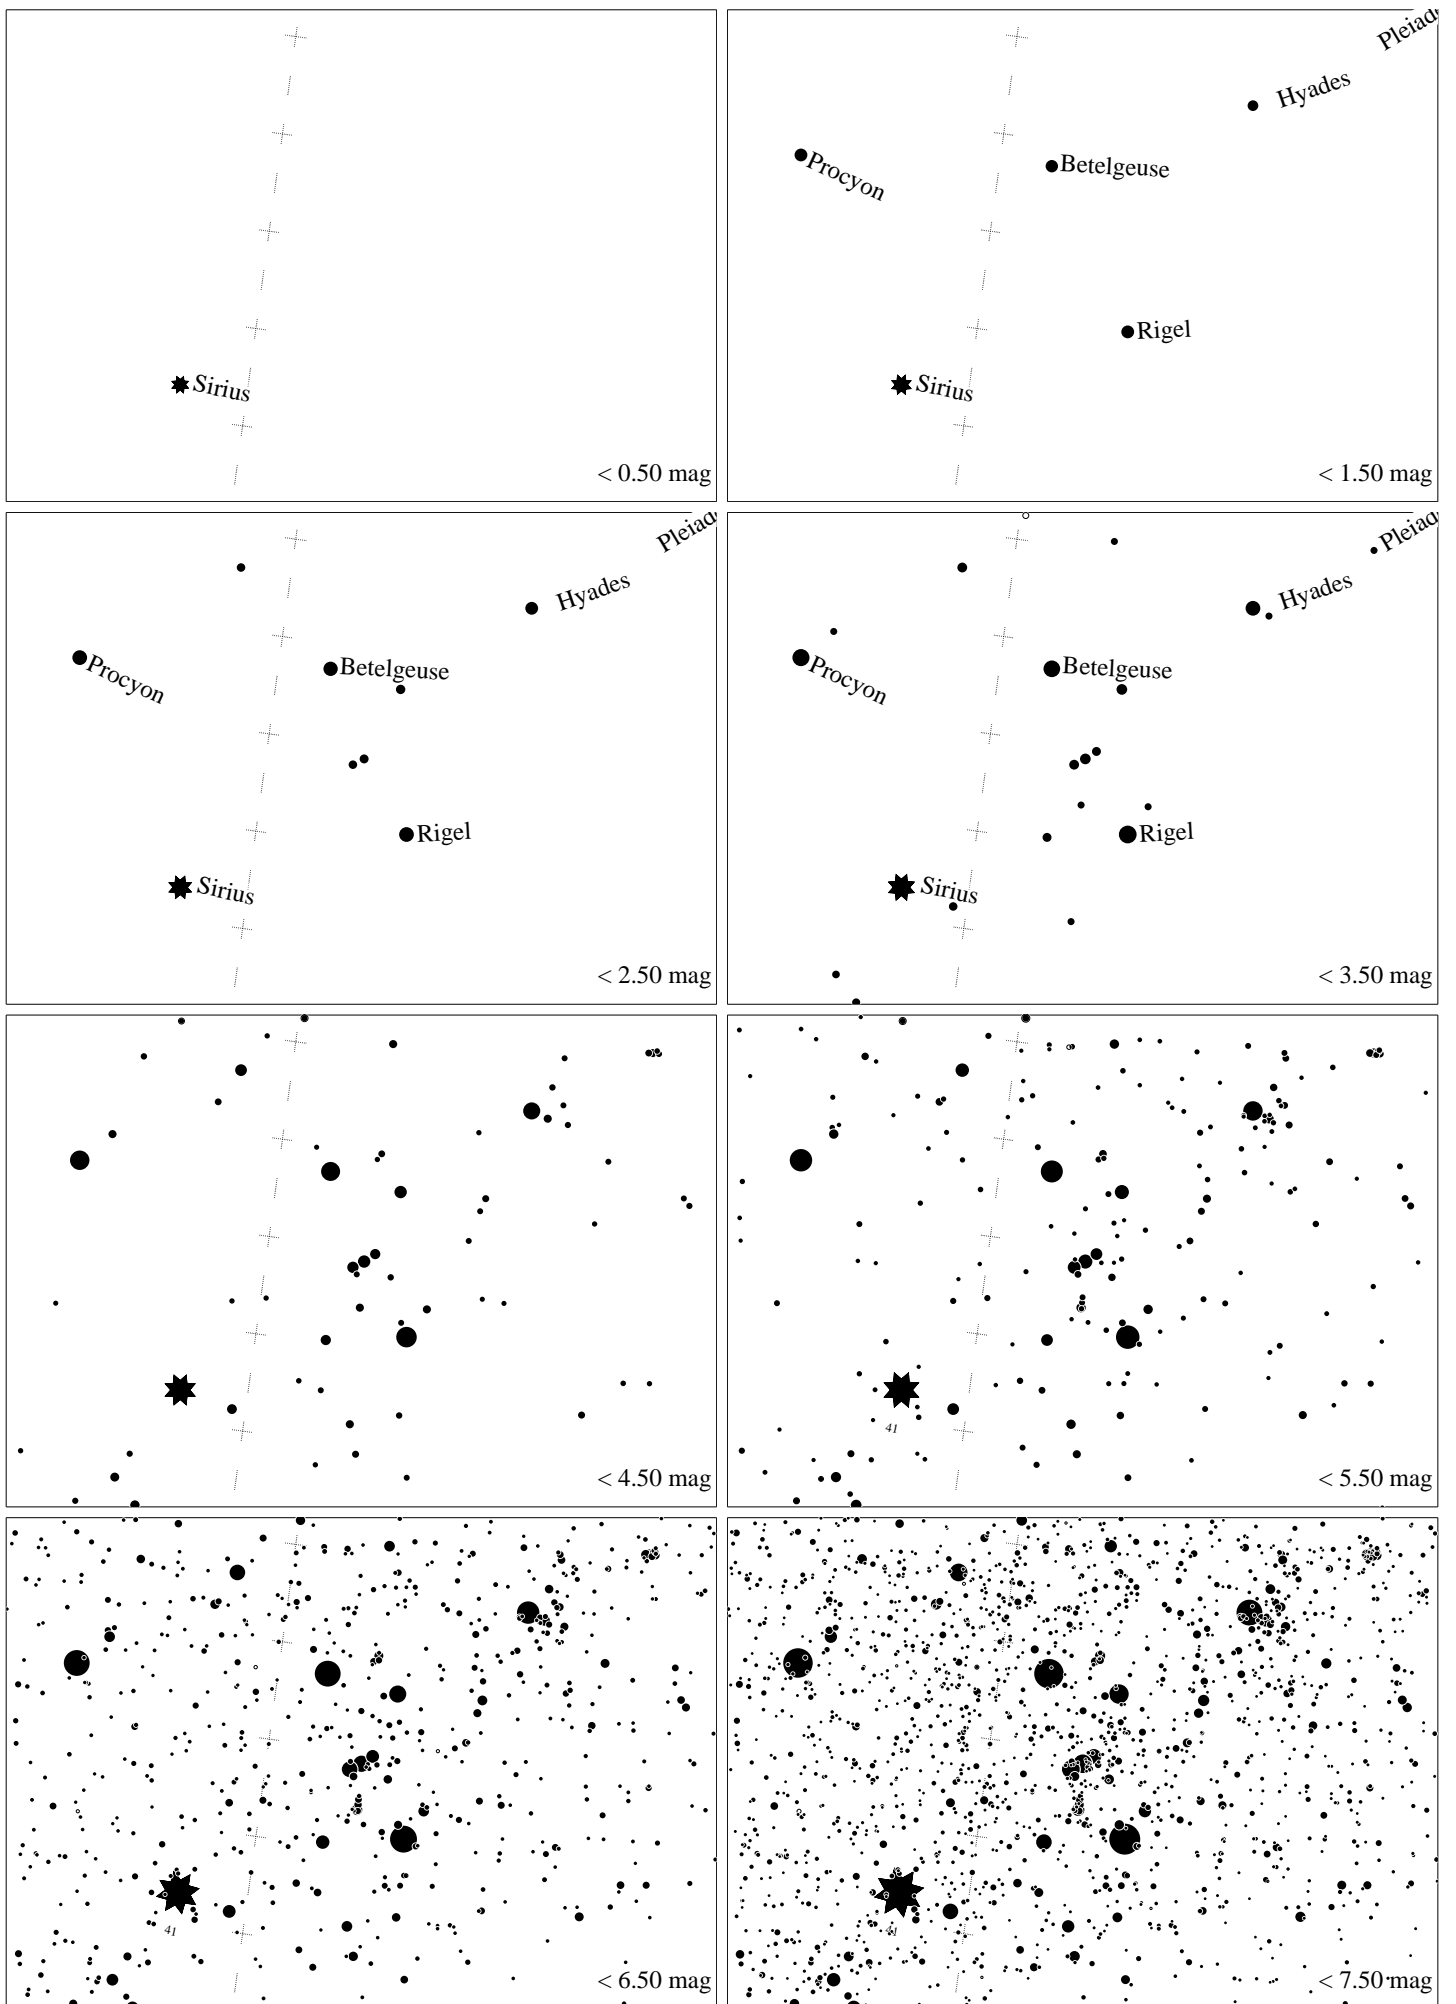 Sirius
< 0.50 mag
Pleiad
Hyades
Procyon
Betelgeuse
Rigel
Sirius
< 1.50 mag
Pleiad
Hyades
Procyon
Betelgeuse
Rigel
Sirius
< 2.50 mag
Pleiad
Hyades
Procyon
Betelgeuse
Rigel
Sirius
< 3.50 mag
< 4.50 mag
41
< 5.50 mag
41
< 6.50 mag
41
< 7.50 mag